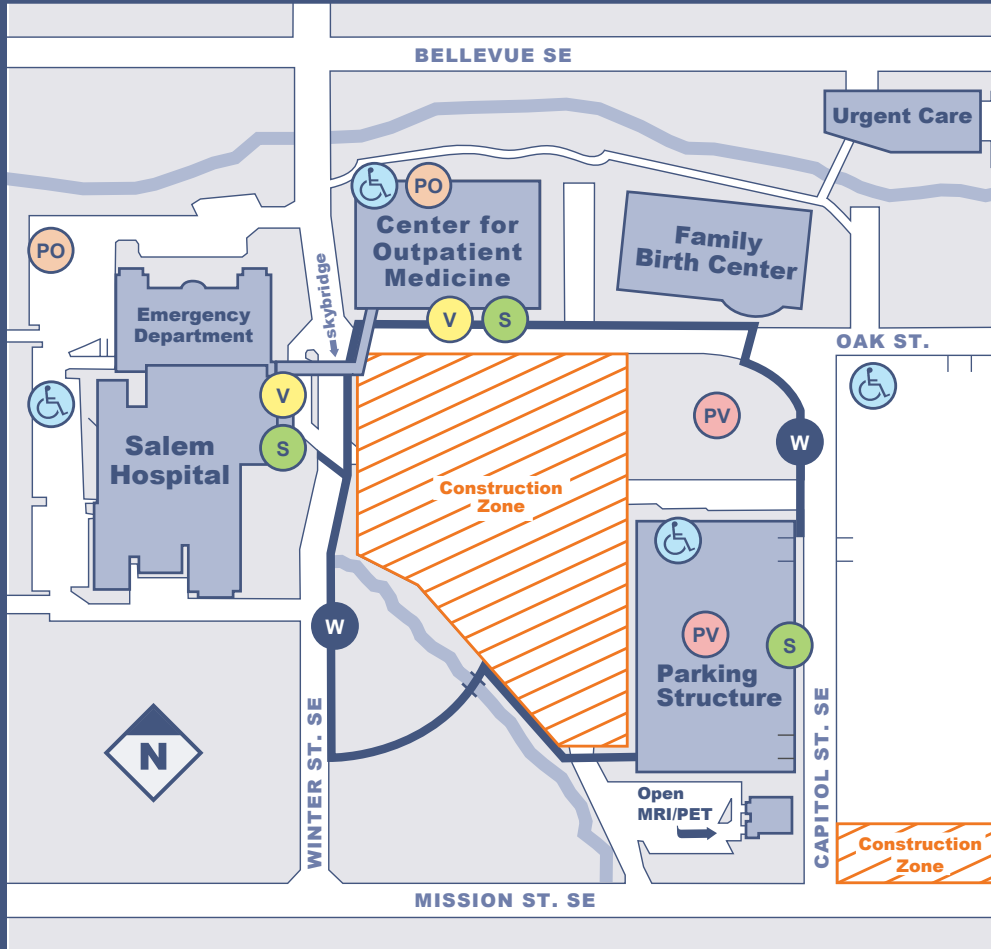 BELLEVUE SE
Urgent Care
PO
Center for
Outpatient
Medicine
Family
Birth Center
PO
skybridge
Emergency
Department
V
S
OAK ST.
V
PV
W
S
Salem
Hospital
Construction
Zone
W
PV
S
Parking
Structure
N
WINTER ST. SE
CAPITOL ST. SE
Open
MRI/PET
Construction
Zone
MISSION ST. SE